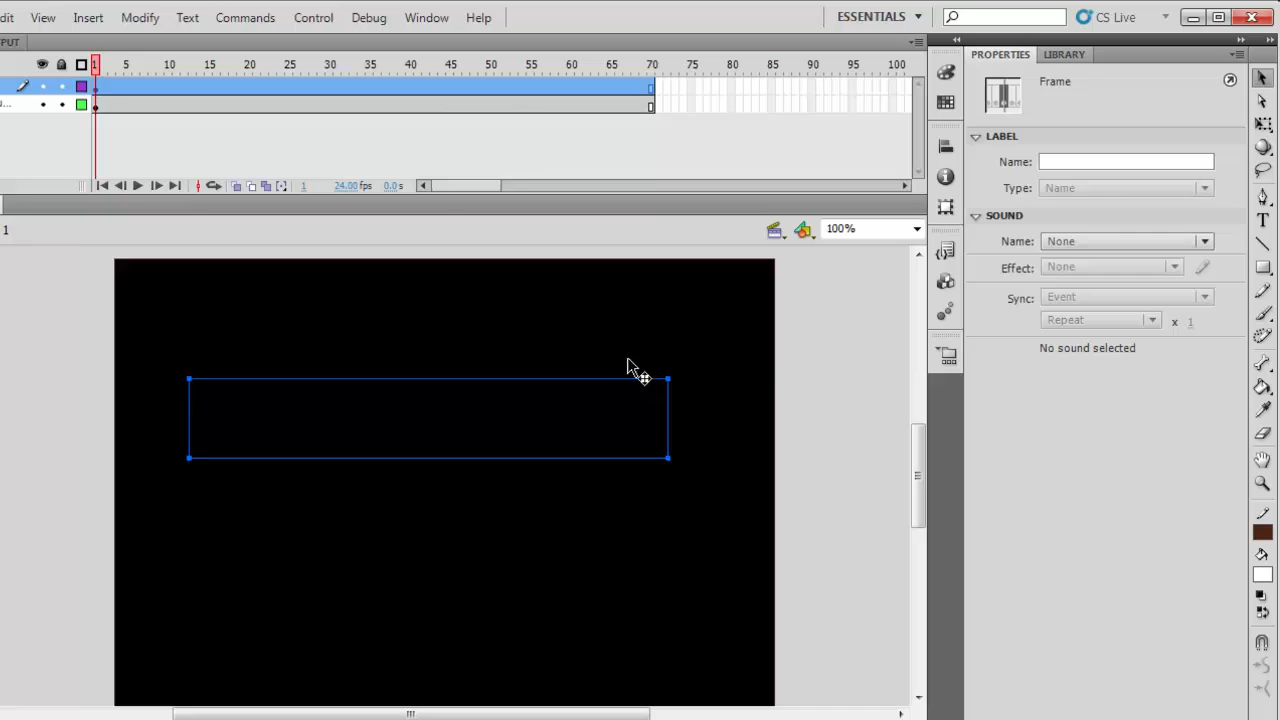 dit View Insert Modify Text Commands Control Debug Window Help ESSENTIALS CS Live
PUT
PROPERTIES LIBRARY
1 5 10 15 20 25 30 35 40 45 50 55 60 65 70 75 80 85 90 95 100
Frame
u...
LABEL
Name:
Type: Name
1 24.00 fps 0.0 s
SOUND
1 100%
Name: None
Effect: None
Sync: Event
Repeat x 1
No sound selected